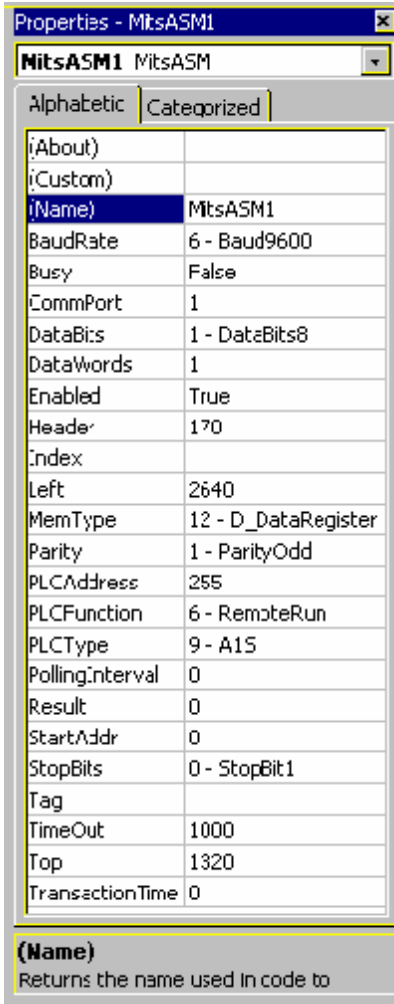 Properties - MitsASM1
MitsASM1 MitsASM
Alphabetic Categorized
(About)
(Custom)
(Name) MitsASM1
BaudRate 6 - Baud9600
Busy False
CommPort 1
DataBits 1 - DataBits8
DataWords 1
Enabled True
Header 170
Index
Left 2640
MemType 12 - D_DataRegister
Parity 1 - ParityOdd
PLCAddress 255
PLCFunction 6 - RemoteRun
PLCType 9 - A1S
PollingInterval 0
Result 0
StartAddr 0
StopBits 0 - StopBit1
Tag
TimeOut 1000
Top 1320
TransactionTime 0
(Name)
Returns the name used in code to